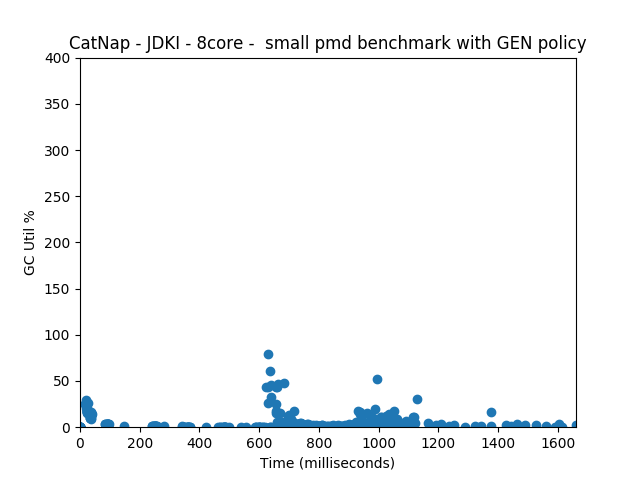 CatNap - JDKI - 8core -  small pmd benchmark with GEN policy
400
350
300
250
200
150
100
50
0
GC Util %
0 200 400 600 800 1000 1200 1400 1600
Time (milliseconds)